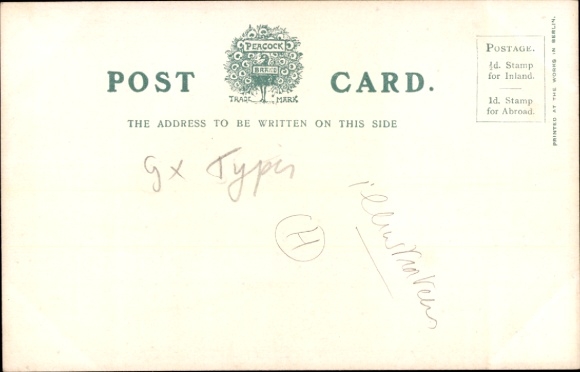 PEACOCK
BRAND
TRADE MARK
POST CARD.
THE ADDRESS TO BE WRITTEN ON THIS SIDE
POSTAGE.
½d. Stamp
for Inland.
1d. Stamp
for Abroad.
PRINTED AT THE WORKS IN BERLIN.
gx Types
H